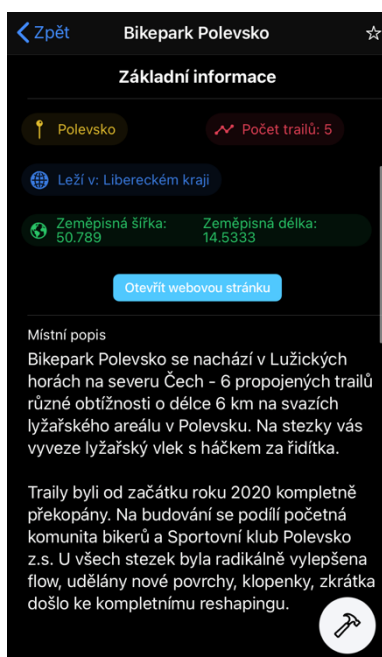 Zpět
Bikepark Polevsko
Základní informace
Polevsko
Počet trailů: 5
Leží v: Libereckém kraji
Zeměpisná šířka:
50.789
Zeměpisná délka:
14.5333
Otevřít webovou stránku
Místní popis
Bikepark Polevsko se nachází v Lužických
horách na severu Čech - 6 propojených trailů
různé obtížnosti o délce 6 km na svazích
lyžařského areálu v Polevsku. Na stezky vás
vyveze lyžařský vlek s háčkem za řidítka.
Traily byli od začátku roku 2020 kompletně
překopány. Na budování se podílí početná
komunita bikerů a Sportovní klub Polevsko
z.s. U všech stezek byla radikálně vylepšena
flow, udělány nové povrchy, klopenky, zkrátka
došlo ke kompletnímu reshapingu.